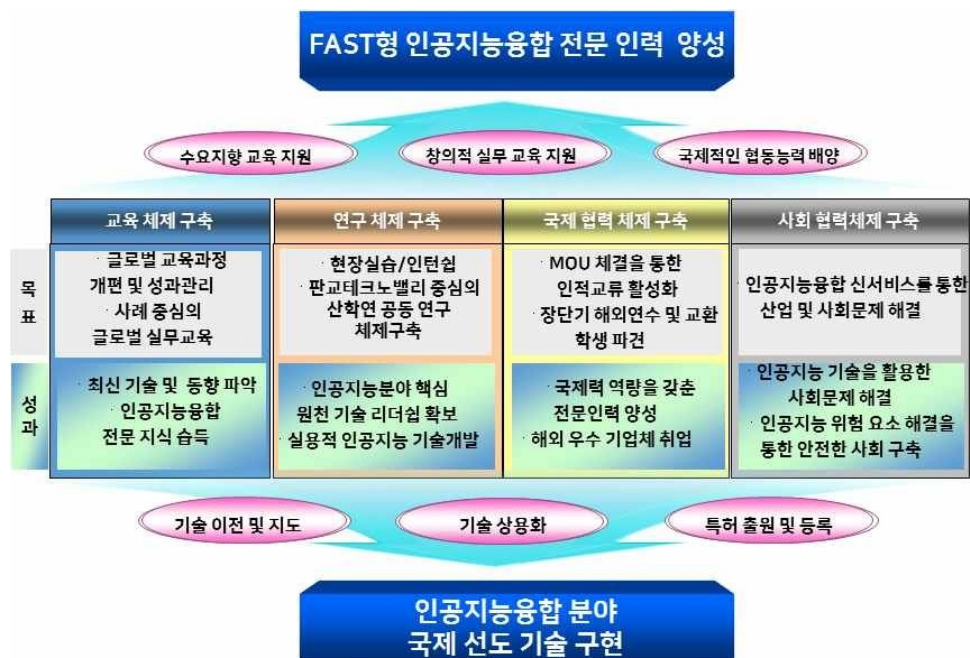 FAST형 인공지능융합 전문 인력 양성
수요지향 교육 지원
창의적 실무 교육 지원
국제적인 협동능력 배양
교육 체제 구축
연구 체제 구축
국제 협력 체제 구축
사회 협력체제 구축
목
표
· 글로벌 교육과정
개편 및 성과관리
· 사례 중심의
글로벌 실무교육
· 현장실습/인턴쉽
· 판교테크노밸리 중심의
산학연 공동 연구
체제구축
· MOU 체결을 통한
인적교류 활성화
· 장단기 해외연수 및 교환
학생 파견
· 인공지능융합 신서비스를 통한
산업 및 사회문제 해결
성
과
· 최신 기술 및 동향 파악
· 인공지능융합
전문 지식 습득
· 인공지능분야 핵심
원천 기술 리더쉽 확보
· 실용적 인공지능 기술개발
· 국제력 역량을 갖춘
전문인력 양성
· 해외 우수 기업체 취업
· 인공지능 기술을 활용한
사회문제 해결
· 인공지능 위험 요소 해결을
통한 안전한 사회 구축
기술 이전 및 지도
기술 상용화
특허 출원 및 등록
인공지능융합 분야
국제 선도 기술 구현